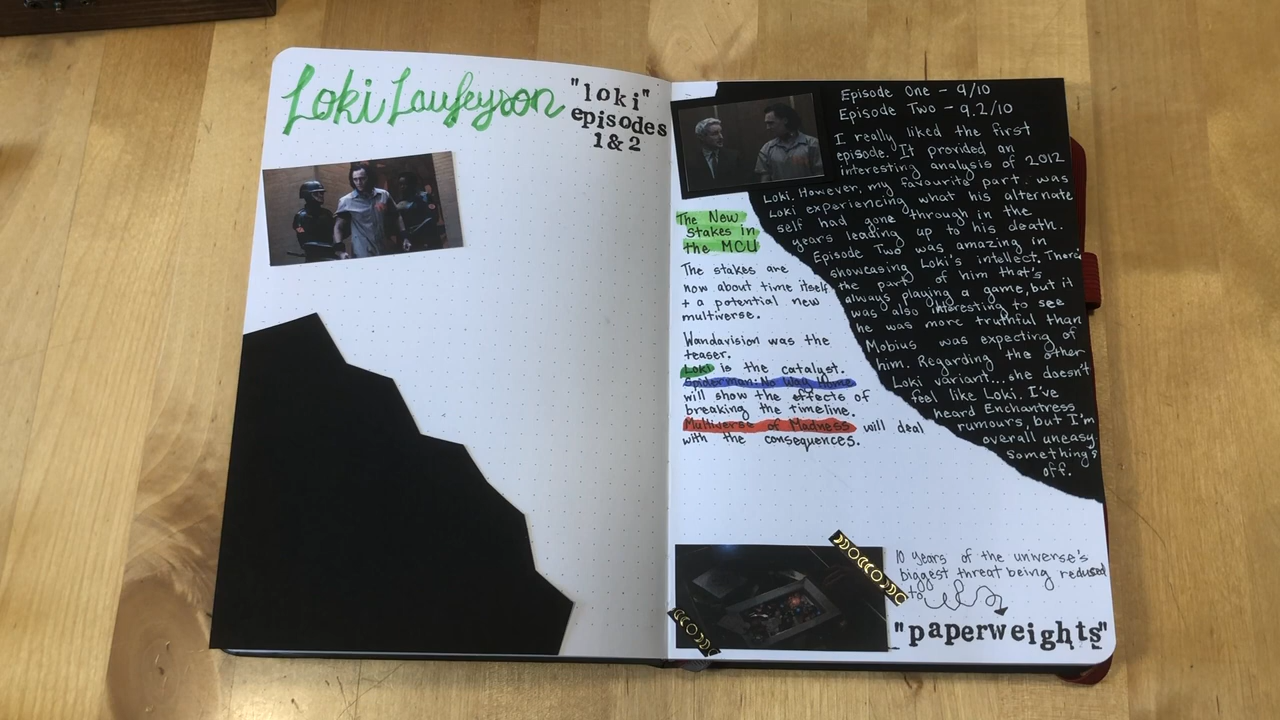 Loki Laufeyson
"loki"
episodes
1&2
Episode One - 9/10
Episode Two - 9.2/10
I really liked the first
episode. It provided an
interesting analysis of 2012
Loki. However, my favourite part was
Loki experiencing what his alternate
self had gone through in the
years leading up to his death.
Episode Two was amazing in
showcasing Loki's intellect. There's
the part of him that's
always playing a game, but it
was also interesting to see
he was more truthful than
Mobius was expecting of
him. Regarding the other
Loki variant... she doesn't
feel like Loki. I've
heard Enchantress
rumours, but I'm
overall uneasy.
Something's
off.
The New
Stakes in
the MCU
The stakes are
now about time itself
+ a potential new
multiverse.
Wandavision was the
teaser.
Loki is the catalyst.
Spiderman: No Way Home
will show the effects of
breaking the timeline.
Multiverse of Madness will deal
with the consequences.
10 years of the universe's
biggest threat being reduced
to
"paperweights"